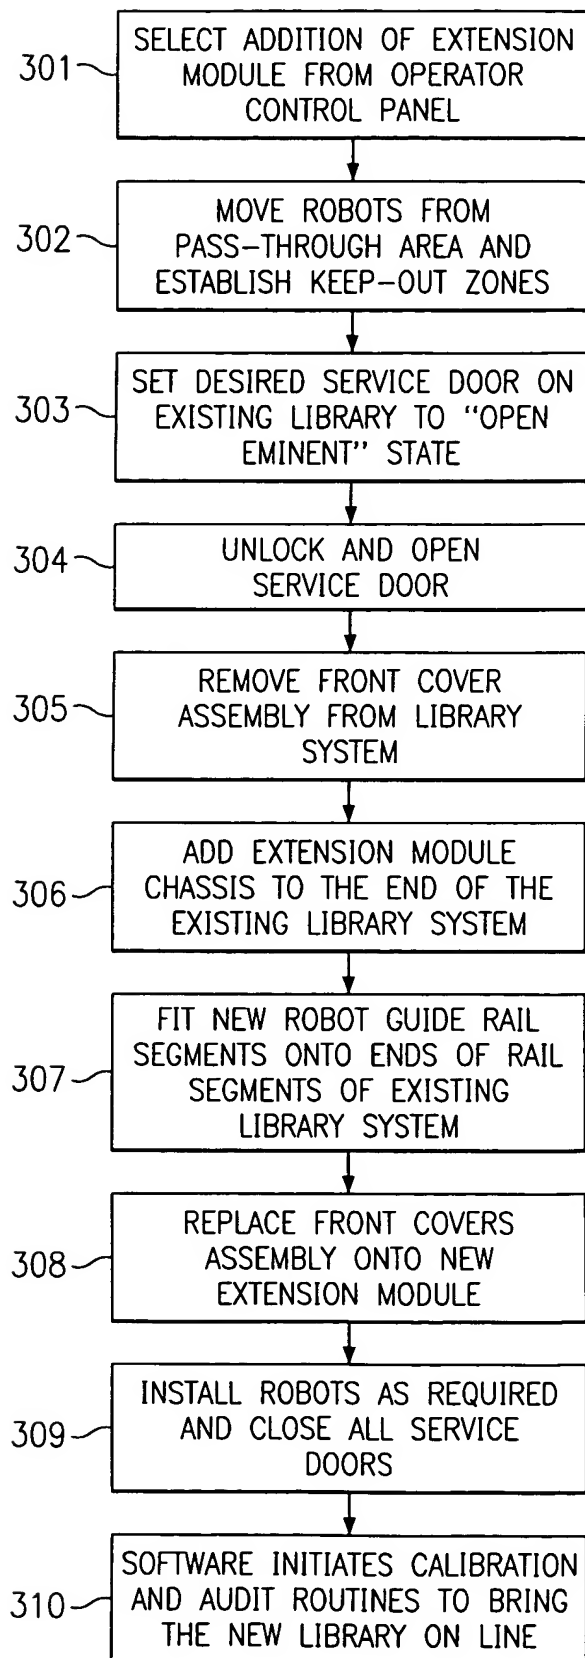 301
SELECT ADDITION OF EXTENSION
MODULE FROM OPERATOR
CONTROL PANEL
302
MOVE ROBOTS FROM
PASS-THROUGH AREA AND
ESTABLISH KEEP-OUT ZONES
303
SET DESIRED SERVICE DOOR ON
EXISTING LIBRARY TO "OPEN
EMINENT" STATE
304
UNLOCK AND OPEN
SERVICE DOOR
305
REMOVE FRONT COVER
ASSEMBLY FROM LIBRARY
SYSTEM
306
ADD EXTENSION MODULE
CHASSIS TO THE END OF THE
EXISTING LIBRARY SYSTEM
307
FIT NEW ROBOT GUIDE RAIL
SEGMENTS ONTO ENDS OF RAIL
SEGMENTS OF EXISTING
LIBRARY SYSTEM
308
REPLACE FRONT COVERS
ASSEMBLY ONTO NEW
EXTENSION MODULE
309
INSTALL ROBOTS AS REQUIRED
AND CLOSE ALL SERVICE
DOORS
310
SOFTWARE INITIATES CALIBRATION
AND AUDIT ROUTINES TO BRING
THE NEW LIBRARY ON LINE